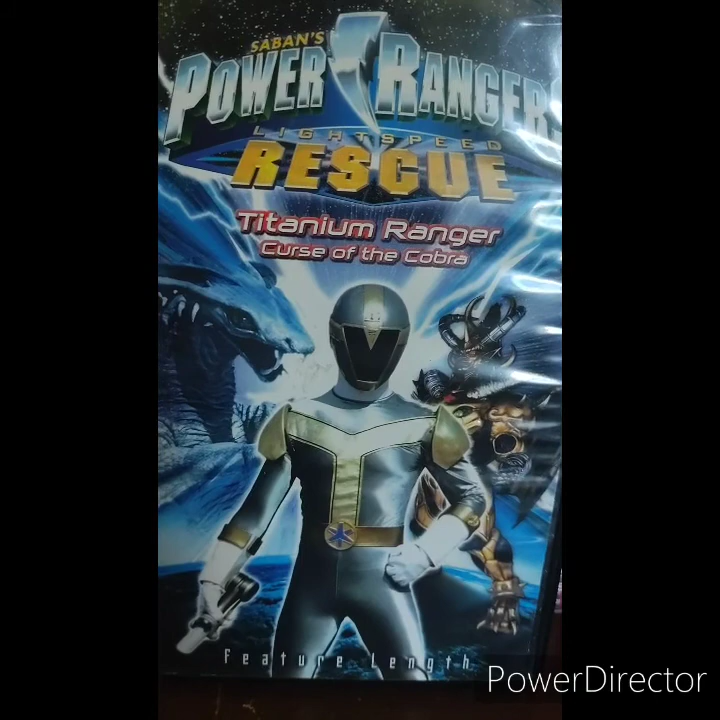 SABAN'S
POWER RANGERS
LIGHTSPEED
RESCUE
Titanium Ranger
Curse of the Cobra
Feature Length
PowerDirector